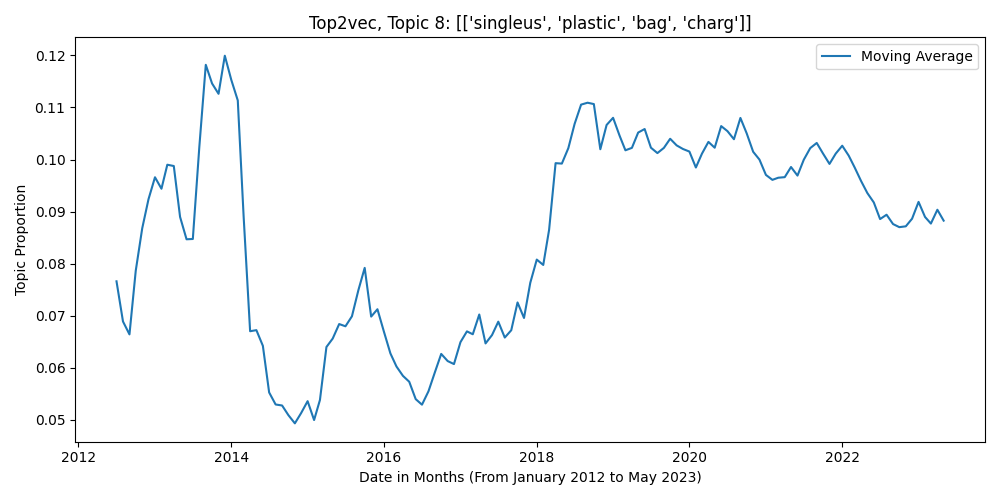 Top2vec, Topic 8: [['singleus', 'plastic', 'bag', 'charg']]
Moving Average
Topic Proportion
0.12
0.11
0.10
0.09
0.08
0.07
0.06
0.05
2012 2014 2016 2018 2020 2022
Date in Months (From January 2012 to May 2023)